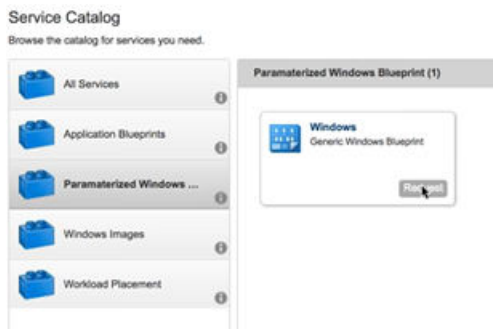 Service Catalog
Browse the catalog for services you need.
All Services
Application Blueprints
Paramaterized Windows ...
Windows Images
Workload Placement
Paramaterized Windows Blueprint (1)
Windows
Generic Windows Blueprint
Request